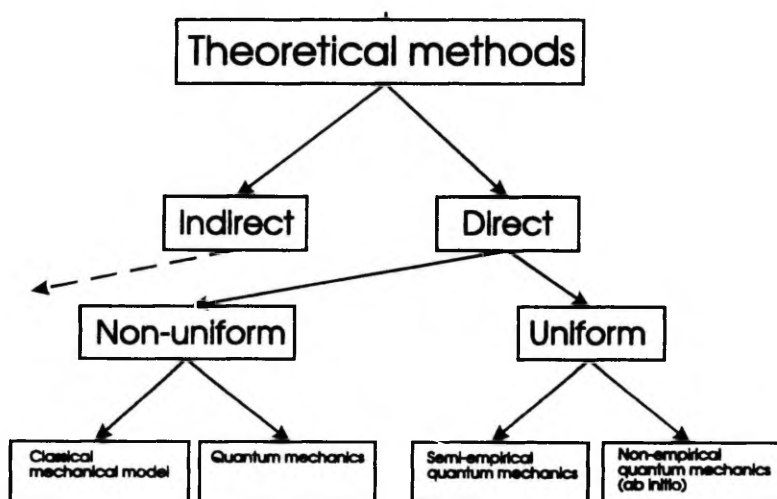 Theoretical methods
Indirect
Direct
Non-uniform
Uniform
Classical
mechanical model
Quantum mechanics
Semi-empirical
quantum mechanics
Non-empirical
quantum mechanics
(ab initio)